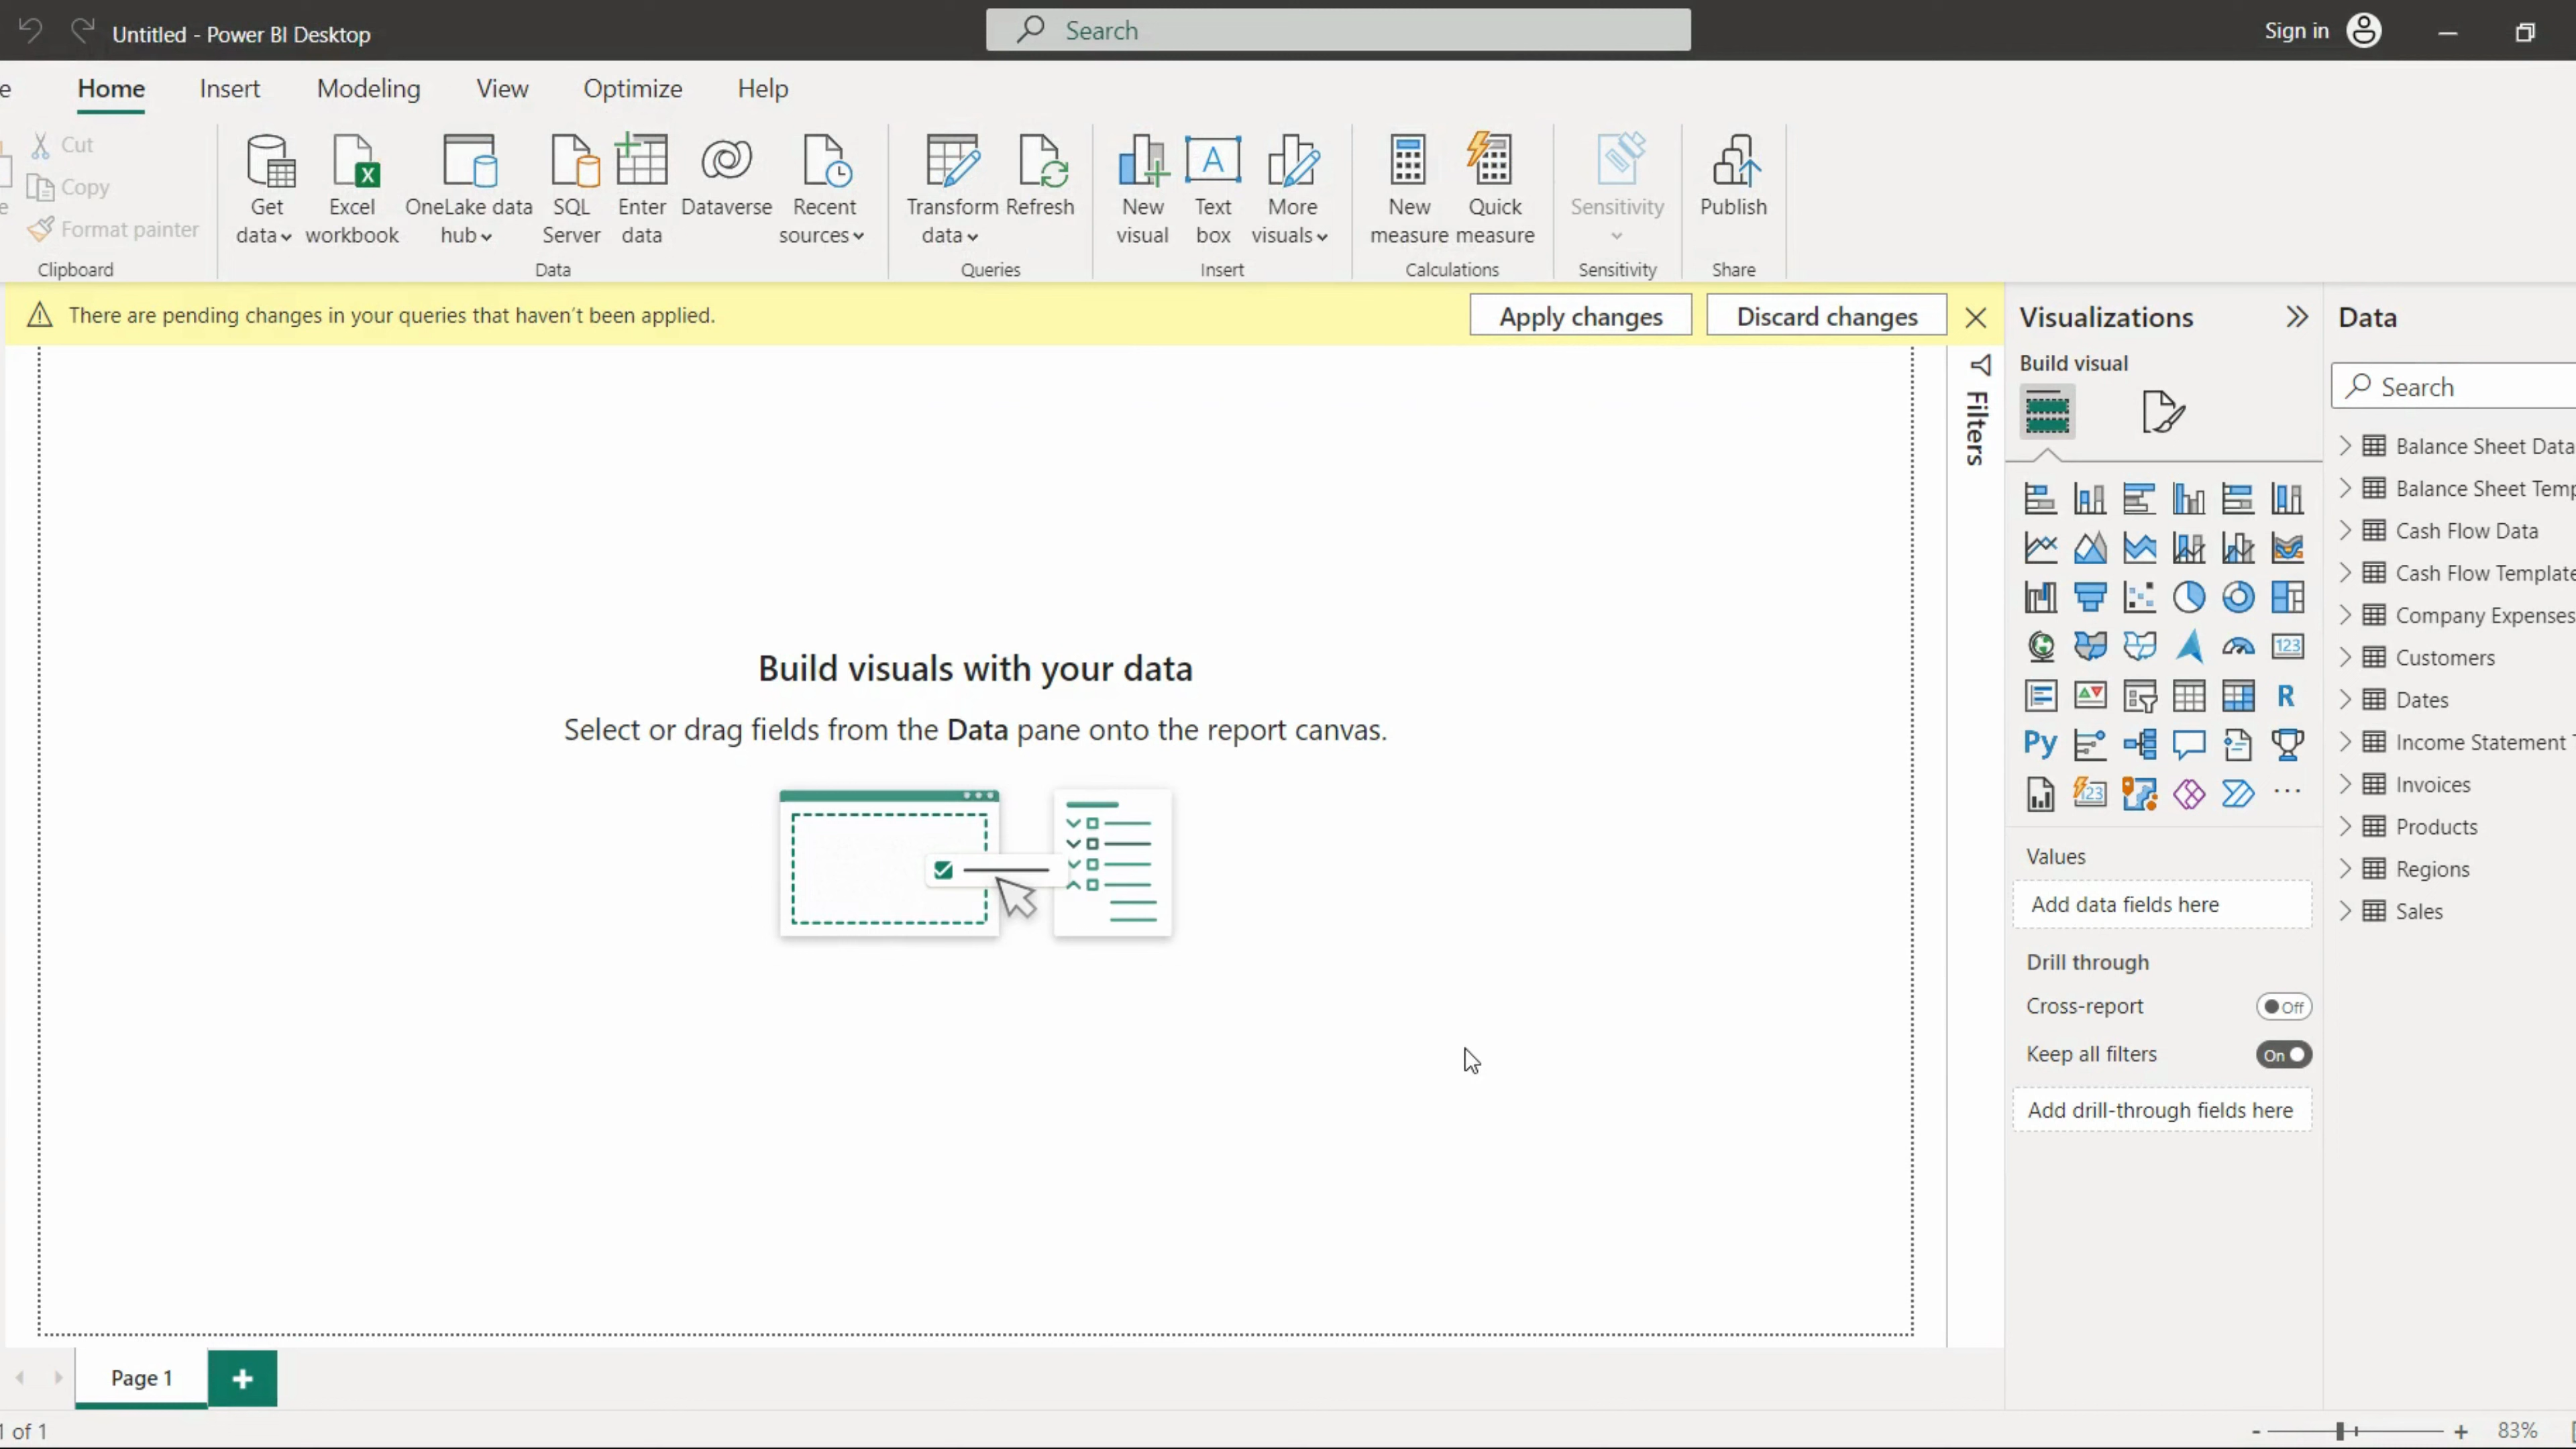 Untitled - Power BI Desktop
Search
Sign in
e
Home
Insert
Modeling
View
Optimize
Help
Cut
Copy
e
Format painter
Clipboard
Get data
Excel workbook
OneLake data hub
SQL Server
Enter data
Dataverse
Recent sources
Data
Transform data
Refresh
Queries
New visual
A
Text box
More visuals
Insert
New measure
Quick measure
Calculations
Sensitivity
Sensitivity
Publish
Share
There are pending changes in your queries that haven't been applied.
Apply changes
Discard changes
Build visuals with your data
Select or drag fields from the Data pane onto the report canvas.
Filters
Visualizations
Build visual
123
R
Py
123
Values
Add data fields here
Drill through
Cross-report
Off
Keep all filters
On
Add drill-through fields here
Data
Search
Balance Sheet Data
Balance Sheet Temp
Cash Flow Data
Cash Flow Template
Company Expenses
Customers
Dates
Income Statement T
Invoices
Products
Regions
Sales
Page 1
1 of 1
- + 83%